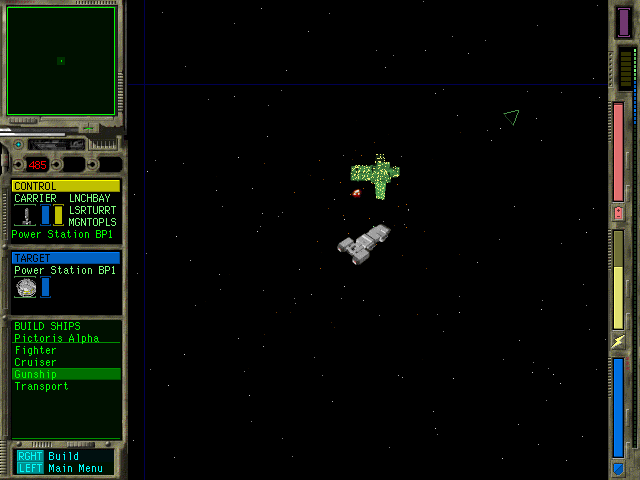 485
CONTROL
CARRIER LNCHBAY
LSRTURRT
MGNTOPLS
Power Station BP1
TARGET
Power Station BP1
BUILD SHIPS
Pictoris Alpha
Fighter
Cruiser
Gunship
Transport
RGHT Build
LEFT Main Menu